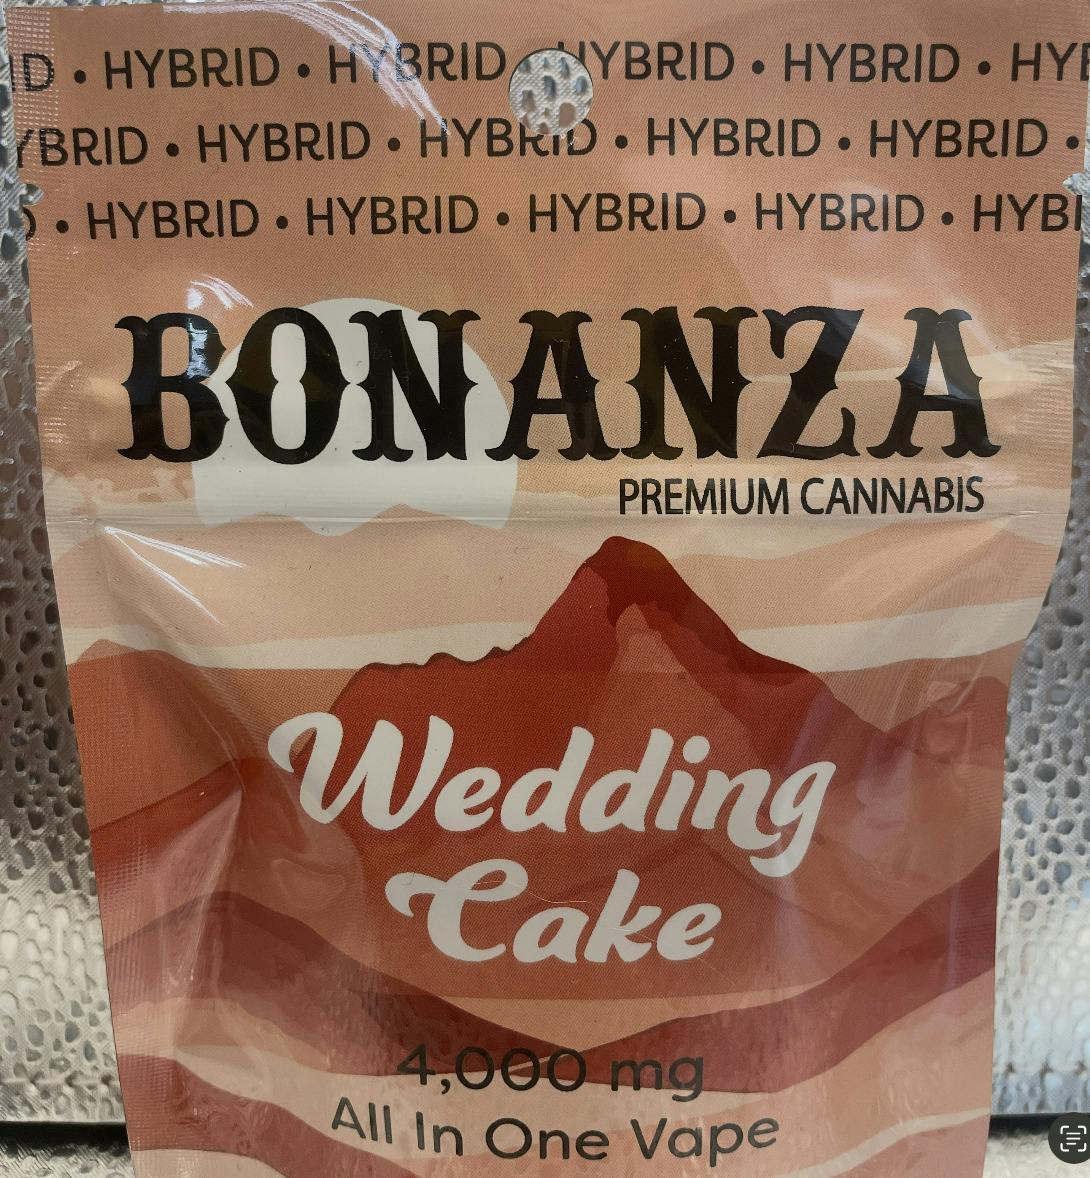 ID • HYBRID • HYBRID HYBRID • HYBRID • HY
YBRID • HYBRID • HYBRID • HYBRID • HYBRID •
• HYBRID • HYBRID • HYBRID • HYBRID • HYB
BONANZA
PREMIUM CANNABIS
Wedding
Cake
4,000 mg
All In One Vape